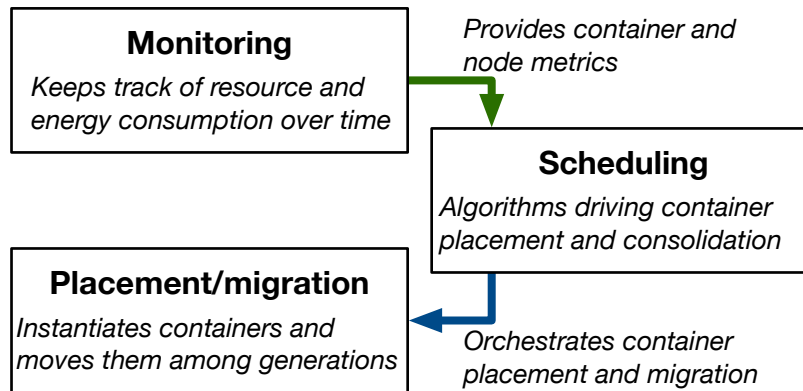 Monitoring
Keeps track of resource and
energy consumption over time
Provides container and
node metrics
Scheduling
Algorithms driving container
placement and consolidation
Placement/migration
Instantiates containers and
moves them among generations
Orchestrates container
placement and migration